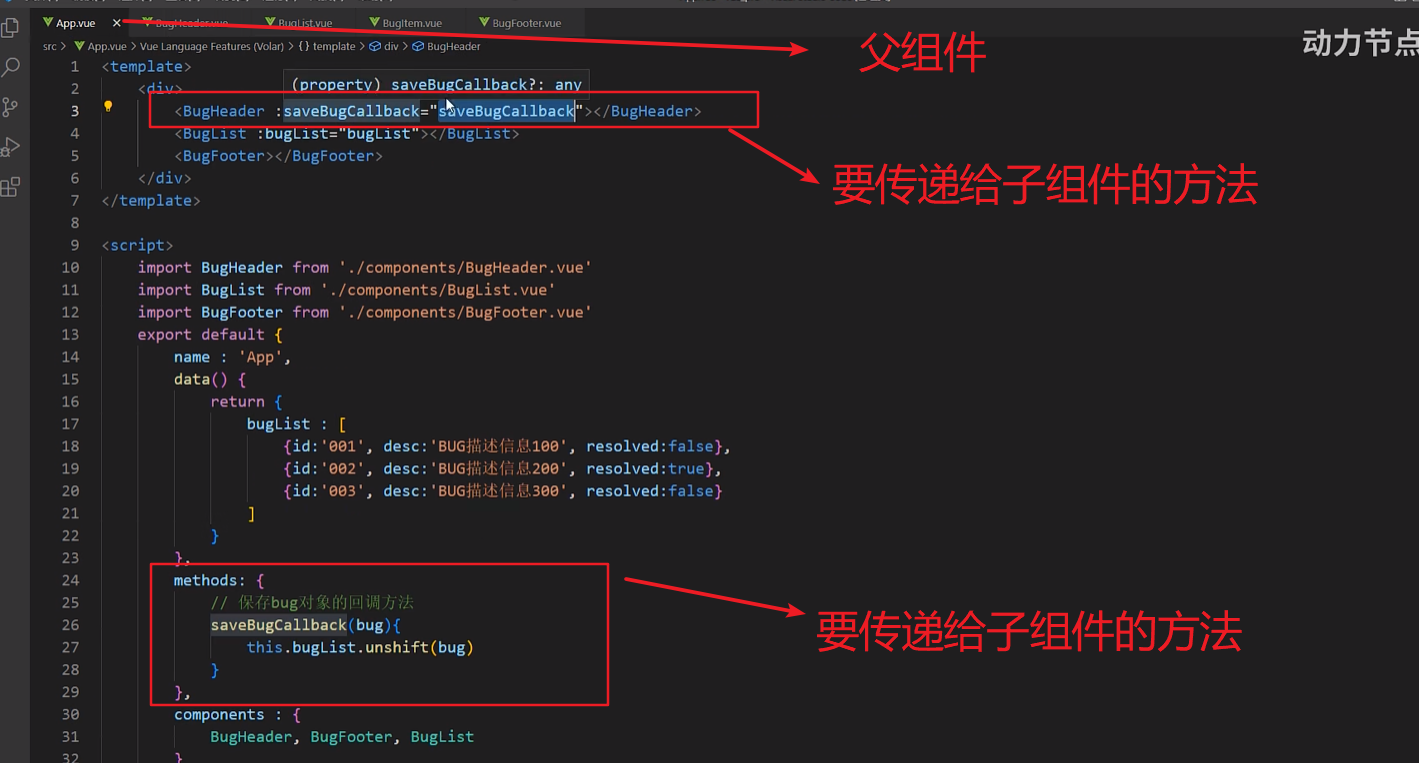 App.vue
BugHeader.vue
BugList.vue
BugItem.vue
BugFooter.vue
动力节点
src > App.vue > Vue Language Features (Volar) > {} template > div > BugHeader
父组件
1 <template>
(property) saveBugCallback?: any
2 <div>
3 <BugHeader :saveBugCallback="saveBugCallback"></BugHeader>
4 <BugList :bugList="bugList"></BugList>
5 <BugFooter></BugFooter>
要传递给子组件的方法
6 </div>
7 </template>
8
9 <script>
10 import BugHeader from './components/BugHeader.vue'
11 import BugList from './components/BugList.vue'
12 import BugFooter from './components/BugFooter.vue'
13 export default {
14 name : 'App',
15 data() {
16 return {
17 bugList : [
18 {id:'001', desc:'BUG描述信息100', resolved:false},
19 {id:'002', desc:'BUG描述信息200', resolved:true},
20 {id:'003', desc:'BUG描述信息300', resolved:false}
21 ]
22 }
23 },
24 methods: {
25 // 保存bug对象的回调方法
26 saveBugCallback(bug){
要传递给子组件的方法
27 this.bugList.unshift(bug)
28 }
29 },
30 components : {
31 BugHeader, BugFooter, BugList
32 }